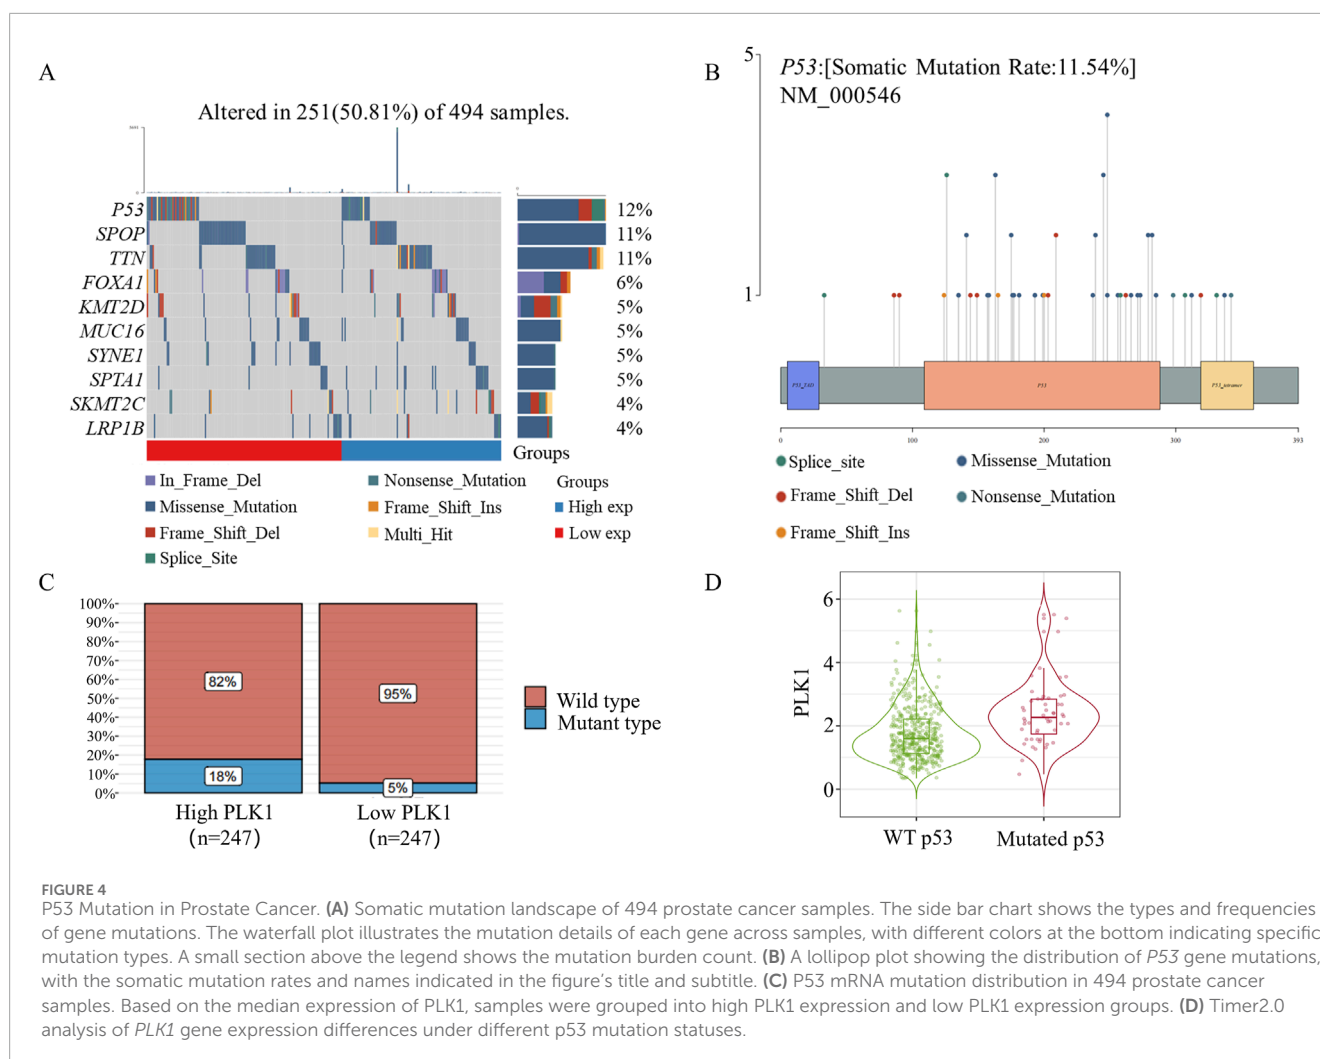 A
Altered in 251(50.81%) of 494 samples.
0
P53 12%
SPOP 11%
TTN 11%
FOXA1 6%
KMT2D 5%
MUC16 5%
SYNE1 5%
SPTA1 5%
SKMT2C 4%
LRP1B 4%
Groups
In_Frame_Del
Missense_Mutation
Frame_Shift_Del
Splice_Site
Nonsense_Mutation
Frame_Shift_Ins
Multi_Hit
Groups
High exp
Low exp
B
5
P53:[Somatic Mutation Rate:11.54%]
NM_000546
1
P53_TAD
P53
P53_tetramer
0 100 200 300 393
Splice_site
Frame_Shift_Del
Frame_Shift_Ins
Missense_Mutation
Nonsense_Mutation
C
100%
90%
80%
70%
60%
50%
40%
30%
20%
10%
0%
82%
18%
95%
5%
High PLK1
(n=247)
Low PLK1
(n=247)
Wild type
Mutant type
D
PLK1
6
4
2
0
WT p53
Mutated p53
FIGURE 4
P53 Mutation in Prostate Cancer. (A) Somatic mutation landscape of 494 prostate cancer samples. The side bar chart shows the types and frequencies
of gene mutations. The waterfall plot illustrates the mutation details of each gene across samples, with different colors at the bottom indicating specific
mutation types. A small section above the legend shows the mutation burden count. (B) A lollipop plot showing the distribution of P53 gene mutations,
with the somatic mutation rates and names indicated in the figure's title and subtitle. (C) P53 mRNA mutation distribution in 494 prostate cancer
samples. Based on the median expression of PLK1, samples were grouped into high PLK1 expression and low PLK1 expression groups. (D) Timer2.0
analysis of PLK1 gene expression differences under different p53 mutation statuses.